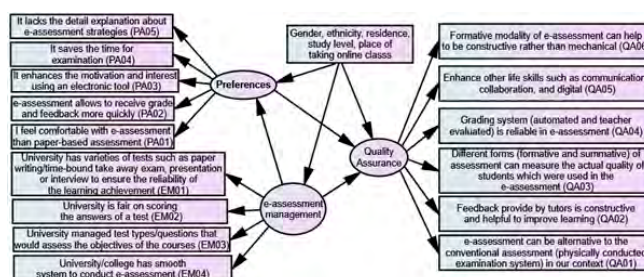 It lacks the detail explanation about
e-assessment strategies (PA05)
It saves the time for
examination (PA04)
It enhances the motivation and interest
using an electronic tool (PA03)
e-assessment allows to receive grade
and feedback more quickly (PA02)
I feel comfortable with e-assessment
than paper-based assessment (PA01)
University has varieties of tests such as paper
writing/time-bound take away exam, presentation
or interview to ensure the reliability of
the learning achievement (EM01)
University is fair on scoring
the answers of a test (EM02)
University managed test types/questions that
would assess the objectives of the courses (EM03)
University/college has smooth
system to conduct e-assessment (EM04)
Gender, ethnicity, residence,
study level, place of
taking online classs
Preferences
Quality
Assurance
e-assessment
management
Formative modality of e-assessment can help
to be constructive rather than mechanical (QA06)
Enhance other life skills such as communication,
collaboration, and digital (QA05)
Grading system (automated and teacher
evaluated) is reliable in e-assessment (QA04)
Different forms (formative and summative) of
assessment can measure the actual quality of
students which were used in the
e-assessment (QA03)
Feedback provide by tutors is constructive
and helpful to improve learning (QA02)
e-assessment can be alternative to the
conventional assessment (physically conducted
examination system) in our context (QA01)